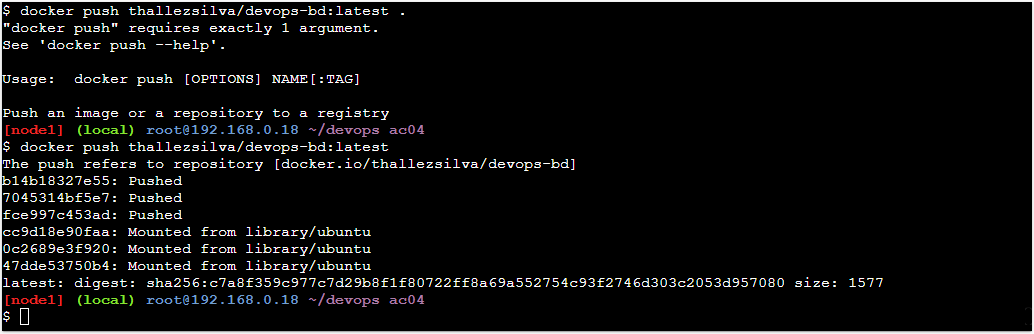 $ docker push thallezsilva/devops-bd:latest .
"docker push" requires exactly 1 argument.
See 'docker push --help'.
Usage:  docker push [OPTIONS] NAME[:TAG]
Push an image or a repository to a registry
[node1] (local) root@192.168.0.18 ~/devops ac04
$ docker push thallezsilva/devops-bd:latest
The push refers to repository [docker.io/thallezsilva/devops-bd]
b14b18327e55: Pushed
7045314bf5e7: Pushed
fce997c453ad: Pushed
cc9d18e90faa: Mounted from library/ubuntu
0c2689e3f920: Mounted from library/ubuntu
47dde53750b4: Mounted from library/ubuntu
latest: digest: sha256:c7a8f359c977c7d29b8f1f80722ff8a69a552754c93f2746d303c2053d957080 size: 1577
[node1] (local) root@192.168.0.18 ~/devops ac04
$